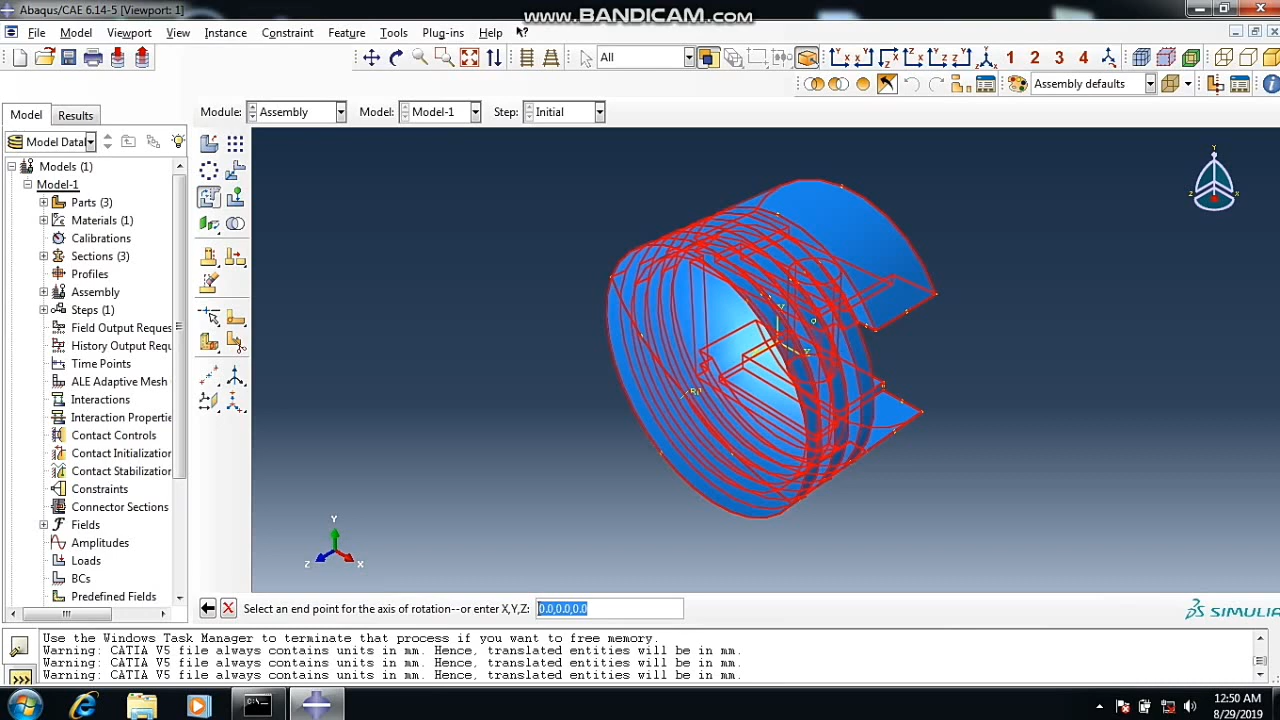 Abaqus/CAE 6.14-5 [Viewport: 1]
www.BANDICAM.com
File Model Viewport View Instance Constraint Feature Tools Plug-ins Help
All
1 2 3 4
Assembly defaults
Model Results
Module: Assembly Model: Model-1 Step: Initial
Model Data
Models (1)
Model-1
Parts (3)
Materials (1)
Calibrations
Sections (3)
Profiles
Assembly
Steps (1)
Field Output Reques
History Output Requ
Time Points
ALE Adaptive Mesh
Interactions
Interaction Properti
Contact Controls
Contact Initialization
Contact Stabilization
Constraints
Connector Sections
Fields
Amplitudes
Loads
BCs
Predefined Fields
Y
Z X
Y
Z X
Select an end point for the axis of rotation--or enter X,Y,Z: 0.0,0.0,0.0
SIMULIA
Use the Windows Task Manager to terminate that process if you want to free memory.
Warning: CATIA V5 file always contains units in mm. Hence, translated entities will be in mm.
Warning: CATIA V5 file always contains units in mm. Hence, translated entities will be in mm.
Warning: CATIA V5 file always contains units in mm. Hence, translated entities will be in mm.
12:50 AM
8/29/2019